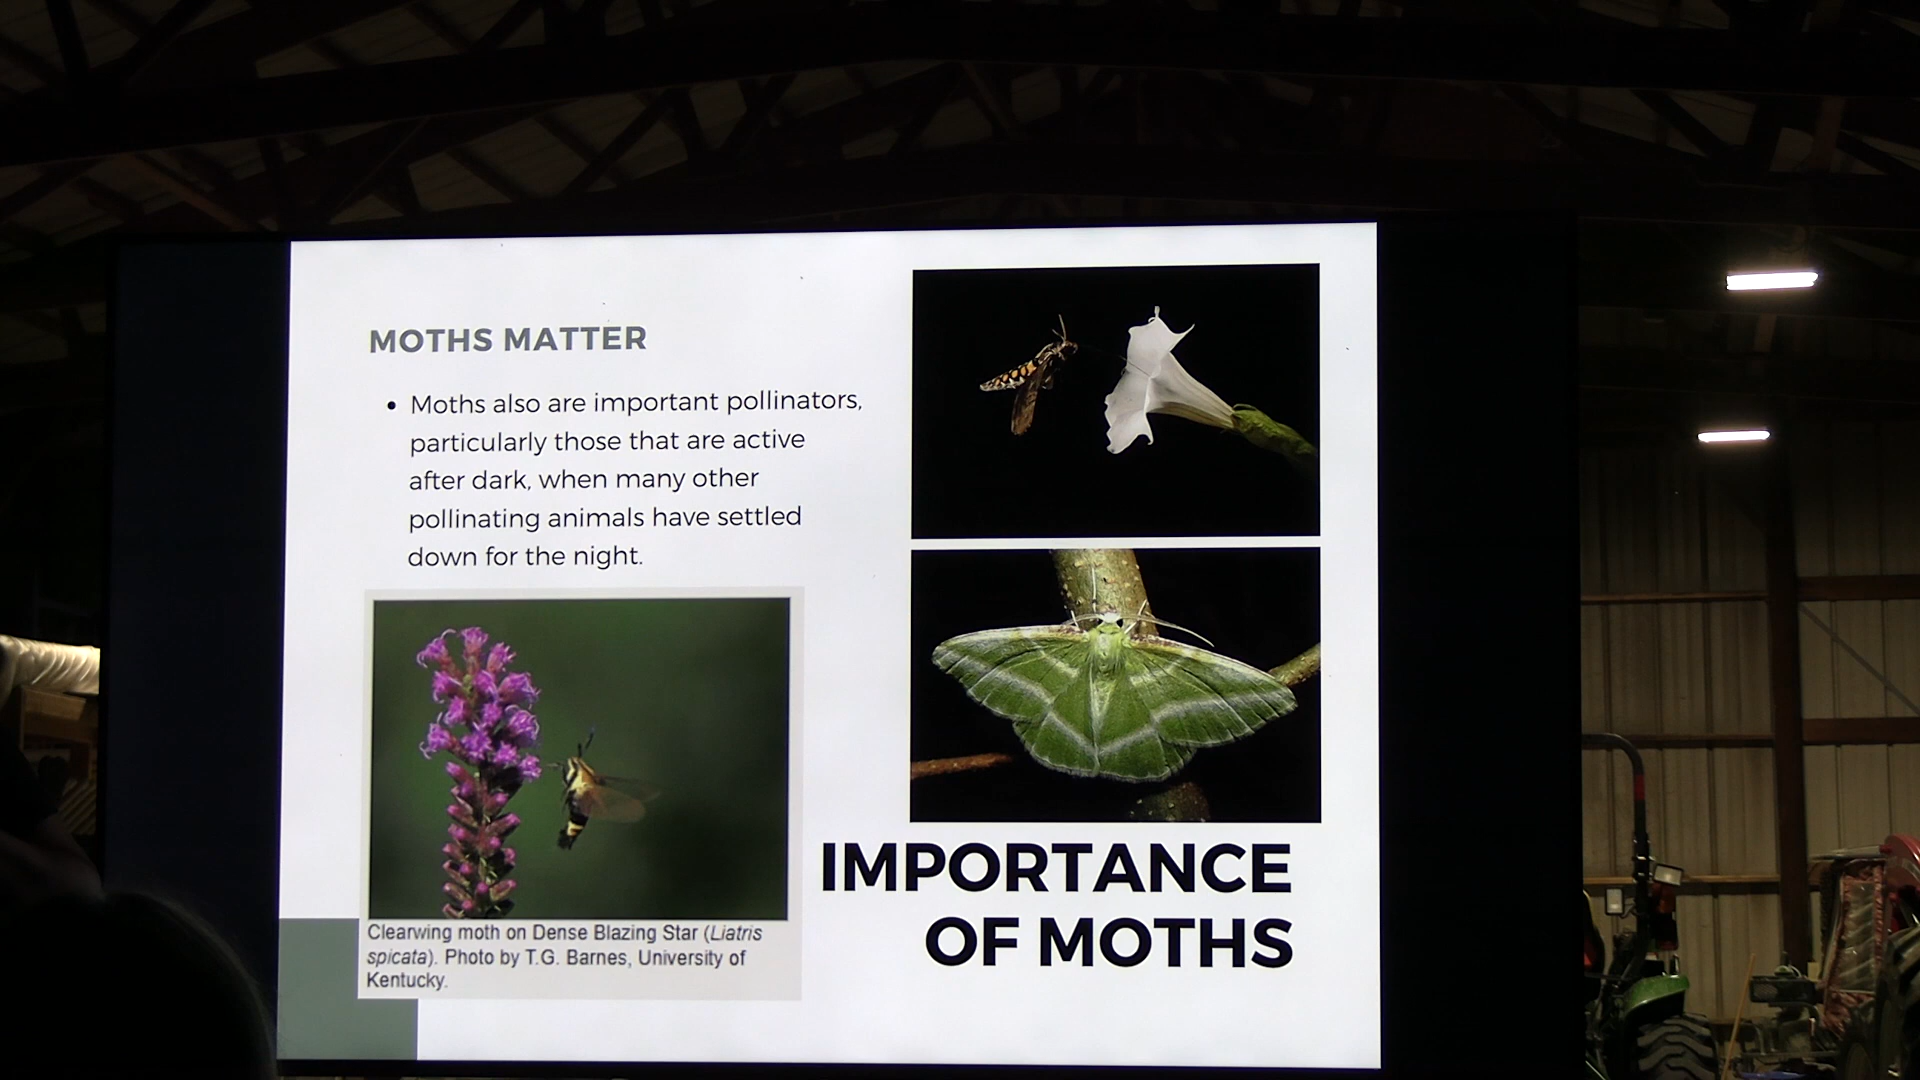 MOTHS MATTER
• Moths also are important pollinators,
particularly those that are active
after dark, when many other
pollinating animals have settled
down for the night.
Clearwing moth on Dense Blazing Star (Liatris
spicata). Photo by T.G. Barnes, University of
Kentucky.
IMPORTANCE
OF MOTHS